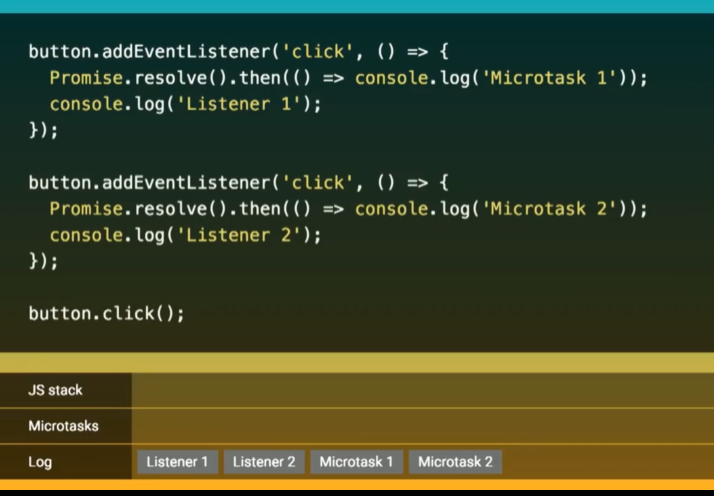 button.addEventListener('click', () => {
  Promise.resolve().then(() => console.log('Microtask 1'));
  console.log('Listener 1');
});
button.addEventListener('click', () => {
  Promise.resolve().then(() => console.log('Microtask 2'));
  console.log('Listener 2');
});
button.click();
JS stack
Microtasks
Log Listener 1 Listener 2 Microtask 1 Microtask 2